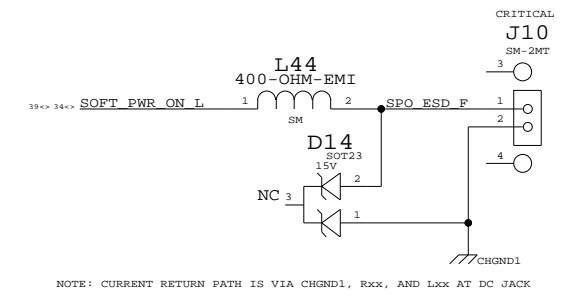 CRITICAL
J10
SM-2MT
3
L44
400-OHM-EMI
39<> 34<> SOFT_PWR_ON_L 1 2 SPO_ESD_F 1
SM
2
D14
SOT23
15V
4
2
NC 3
1
CHGND1
NOTE: CURRENT RETURN PATH IS VIA CHGND1, Rxx, AND Lxx AT DC JACK